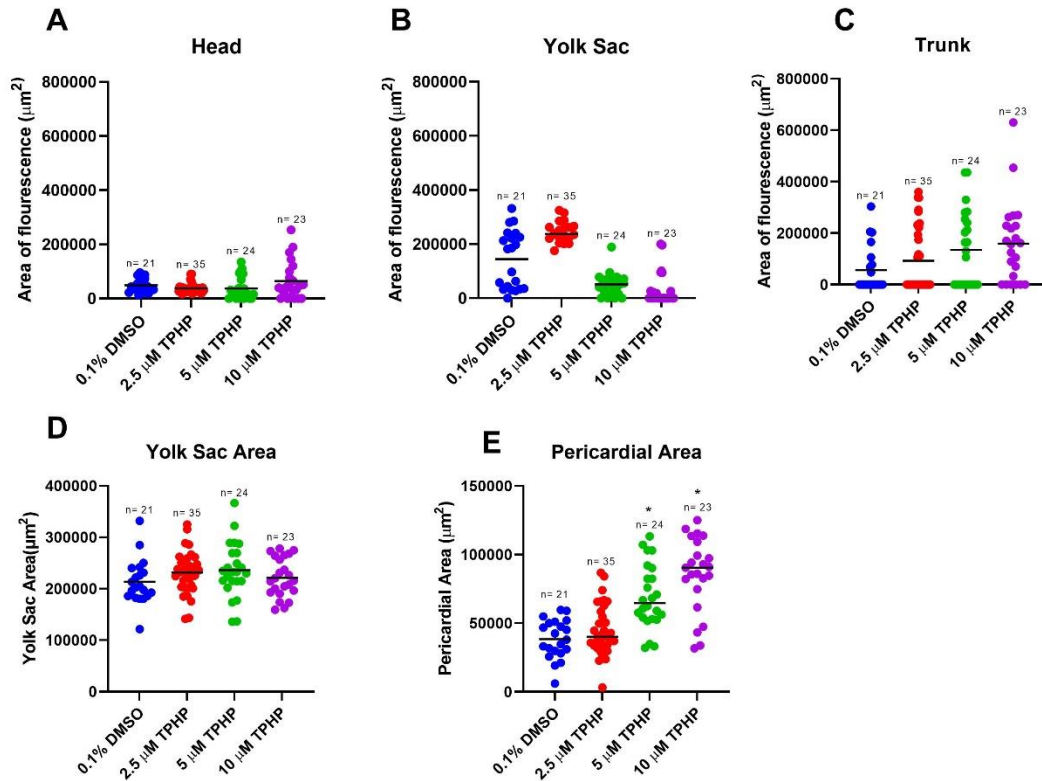 A
Head
Area of flourescence (μm²)
800000
600000
400000
200000
0
n= 21
n= 35
n= 24
n= 23
0.1% DMSO
2.5 μM TPHP
5 μM TPHP
10 μM TPHP
B
Yolk Sac
Area of flourescence (μm²)
800000
600000
400000
200000
0
n= 21
n= 35
n= 24
n= 23
0.1% DMSO
2.5 μM TPHP
5 μM TPHP
10 μM TPHP
C
Trunk
Area of flourescence (μm²)
800000
600000
400000
200000
0
n= 21
n= 35
n= 24
n= 23
0.1% DMSO
2.5 μM TPHP
5 μM TPHP
10 μM TPHP
D
Yolk Sac Area
Yolk Sac Area(μm²)
400000
300000
200000
100000
0
n= 21
n= 35
n= 24
n= 23
0.1% DMSO
2.5 μM TPHP
5 μM TPHP
10 μM TPHP
E
Pericardial Area
Pericardial Area (μm²)
150000
100000
50000
0
n= 21
n= 35
*
n= 24
*
n= 23
0.1% DMSO
2.5 μM TPHP
5 μM TPHP
10 μM TPHP